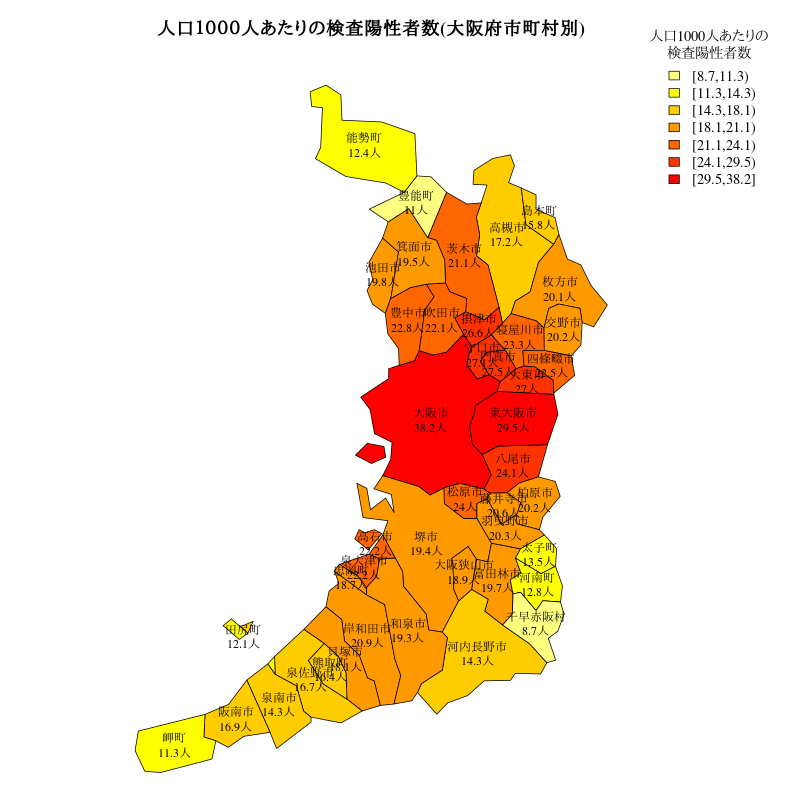 人口1000人あたりの検査陽性者数(大阪府市町村別)
人口1000人あたりの
検査陽性者数
[8.7,11.3)
[11.3,14.3)
[14.3,18.1)
[18.1,21.1)
[21.1,24.1)
[24.1,29.5)
[29.5,38.2]
能勢町
12.4人
豊能町
11人
島本町
15.8人
高槻市
17.2人
茨木市
21.1人
箕面市
19.5人
池田市
19.8人
枚方市
20.1人
豊中市
22.8人
吹田市
22.1人
摂津市
26.6人
交野市
20.2人
寝屋川市
23.3人
守口市
27.1人
門真市
27.5人
四條畷市
22.5人
大東市
27人
大阪市
38.2人
東大阪市
29.5人
八尾市
24.1人
松原市
24人
柏原市
20.2人
藤井寺市
20.6人
羽曳野市
20.3人
堺市
19.4人
高石市
22.2人
太子町
13.5人
泉大津市
22.2人
忠岡町
18.7人
大阪狭山市
18.9人
富田林市
19.7人
河南町
12.8人
千早赤阪村
8.7人
田尻町
12.1人
岸和田市
20.9人
和泉市
19.3人
河内長野市
14.3人
貝塚市
18.1人
熊取町
16.4人
泉佐野市
16.7人
泉南市
14.3人
阪南市
16.9人
岬町
11.3人